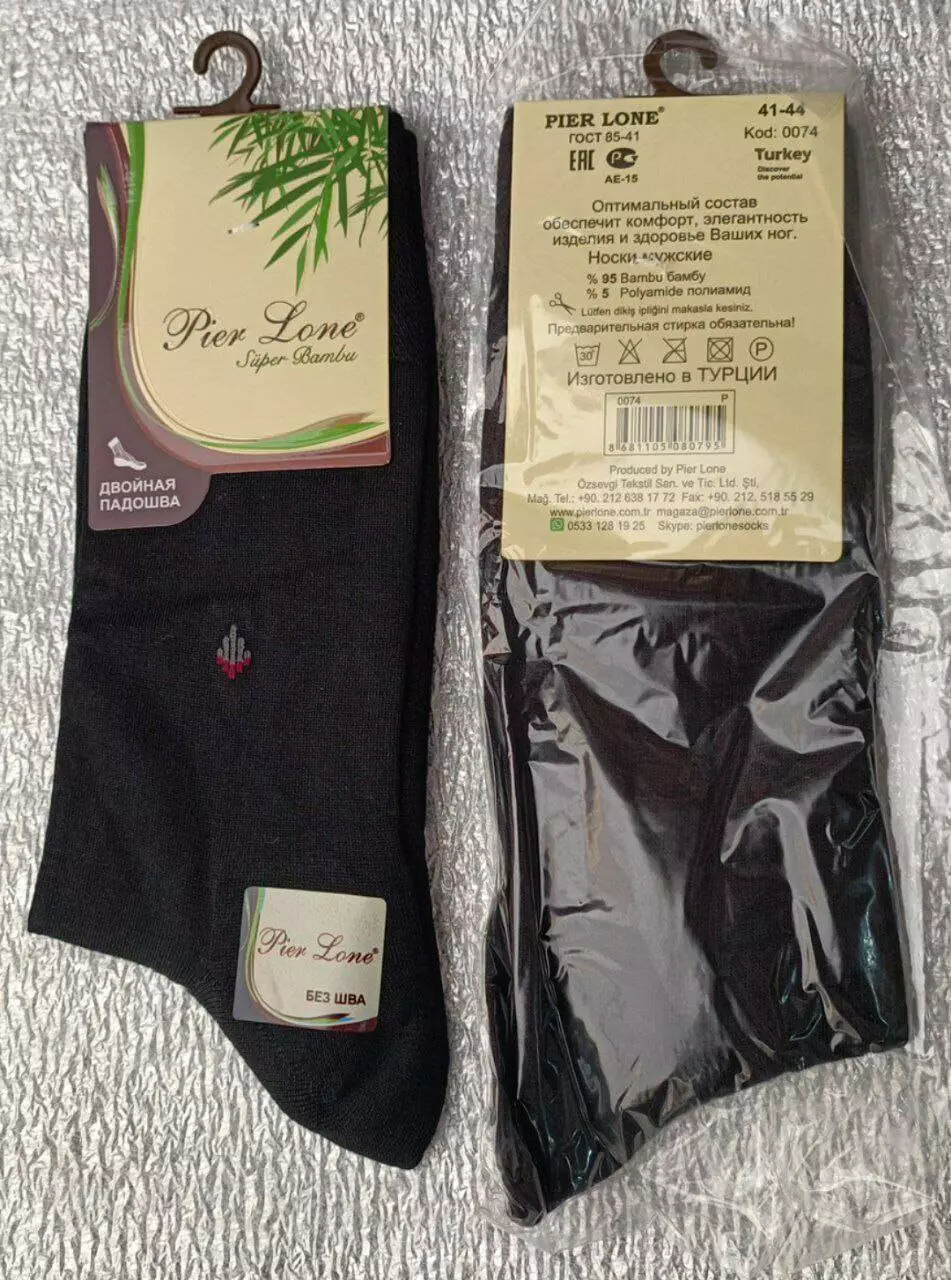 Pier Lone®
Süper Bambu
ДВОЙНАЯ
ПАДОШВА
Pier Lone®
БЕЗ ШВА
PIER LONE® 41-44
ГОСТ 85-41 Kod: 0074
EAC Turkey
Discover
the potential
АЕ-15
Оптимальный состав
обеспечит комфорт, элегантность
изделия и здоровье Ваших ног.
Носки мужские
% 95 Bambu бамбу
% 5 Polyamide полиамид
Lütfen dikiş ipliğini makasla kesiniz.
Предварительная стирка обязательна!
30° P
Изготовлено в ТУРЦИИ
0074 P
8 681105 080795
Produced by Pier Lone
Özsevgi Tekstil San. ve Tic. Ltd. Şti.
Mağ. Tel.: +90. 212 638 17 72 Fax: +90. 212. 518 55 29
www.pierlone.com.tr magaza@pierlone.com.tr
0533 128 19 25 Skype: pierlonesocks